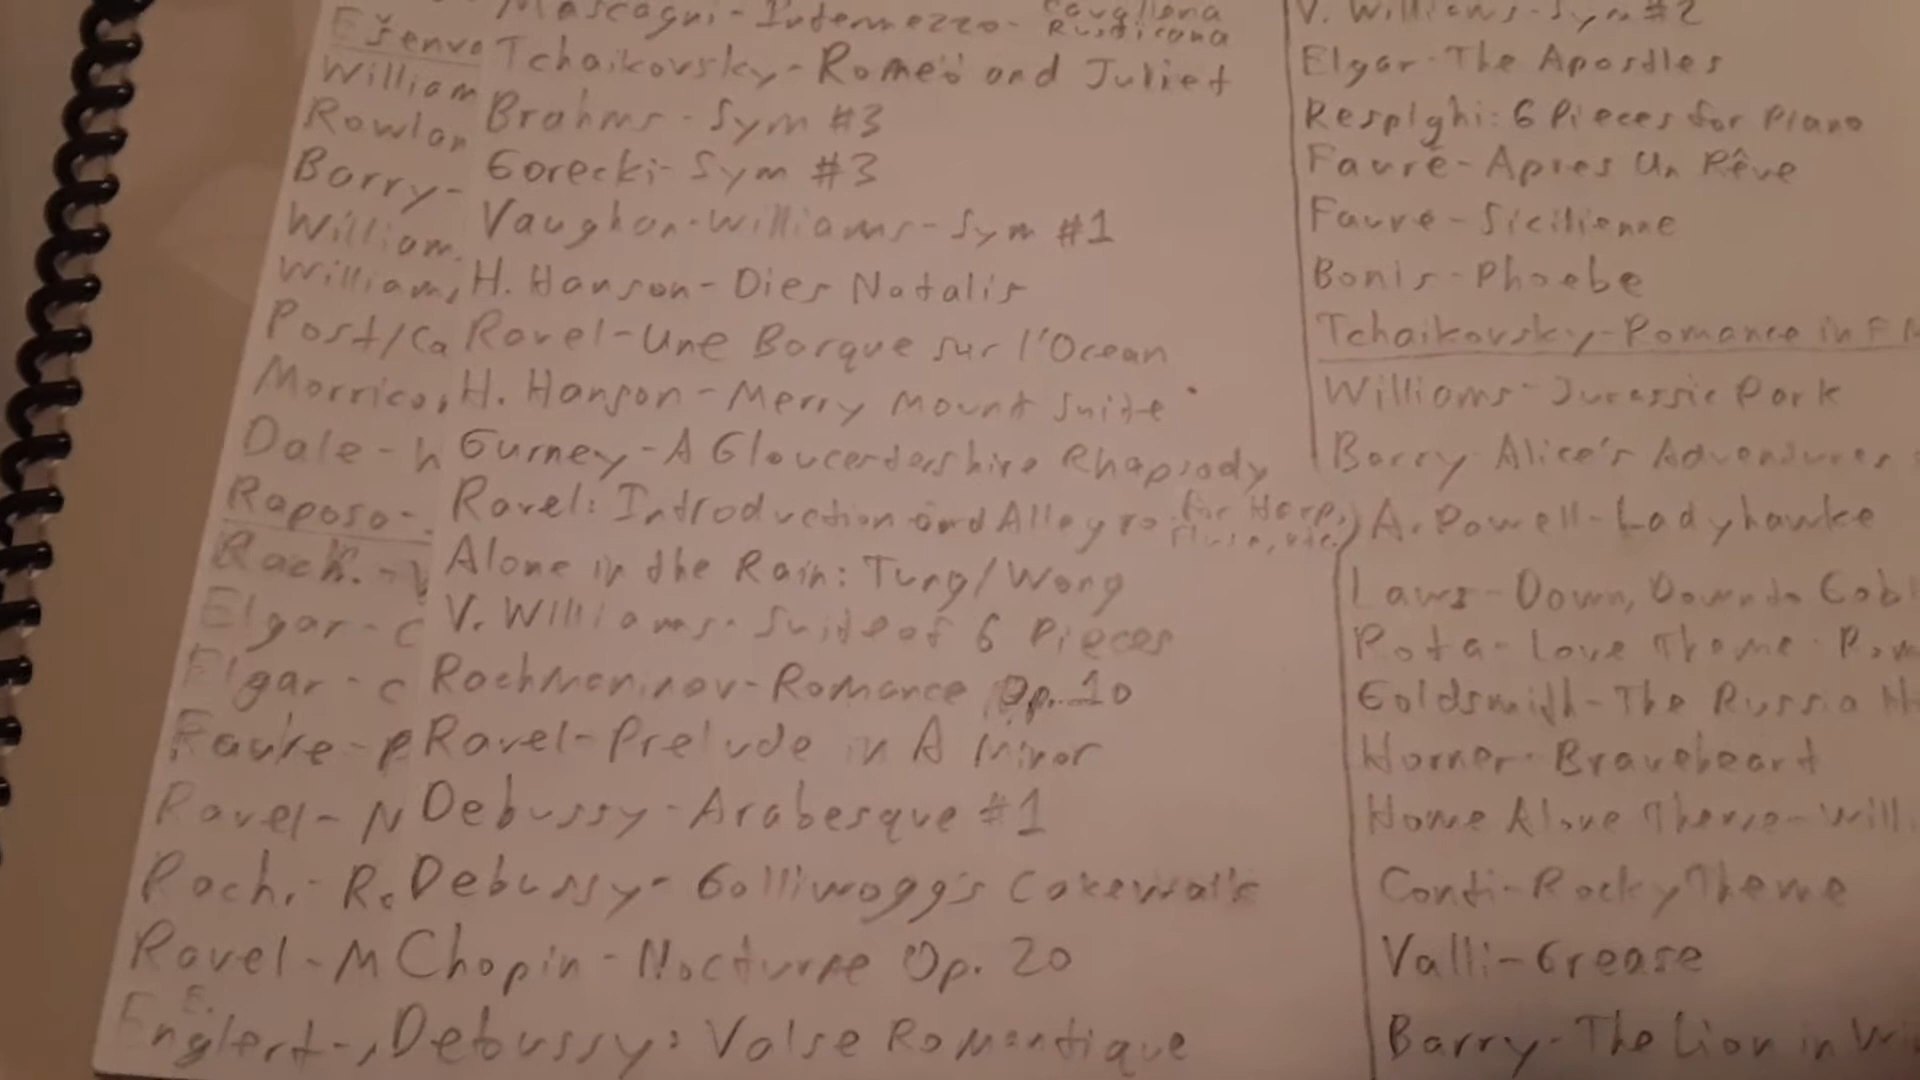 Mascagni - Intermezzo - Cavalleria Rusticana
Tchaikovsky - Romeo and Juliet
Brahms - Sym #3
Gorecki - Sym #3
Vaughan-Williams - Sym #1
H. Hanson - Dies Natalis
Ravel - Une Barque sur l'Ocean
H. Hanson - Merry Mount Suite
Gurney - A Gloucestershire Rhapsody
Ravel: Introduction and Allegro for Harp, Flute, etc.)
Alone in the Rain: Tung/Wong
V. Williams - Suite of 6 Pieces
Rachmaninov - Romance Op. 10
Ravel - Prelude in A Minor
Debussy - Arabesque #1
Debussy - Golliwogg's Cakewalk
Chopin - Nocturne Op. 20
Debussy: Valse Romantique
William
Rowlan
Barry -
William.
William,
Post/Ca
Morrico,
Dale -
Raposo -
Rach. -
Elgar - C
Elgar - C
Faure - P
Ravel - N
Rach. - R.
Ravel - M
Englert -,
V. Williams - Sym #2
Elgar - The Apostles
Respighi: 6 Pieces for Piano
Fauré - Apres Un Rêve
Fauré - Sicilienne
Bonis - Phoebe
Tchaikovsky - Romance in F
Williams - Jurassic Park
Barry - Alice's Adventures
A. Powell - Ladyhawke
Laws - Down, Down to Gobl
Rota - Love Theme - Rom
Goldsmith - The Russia H
Horner - Braveheart
Home Alone Theme - Will
Conti - Rocky Theme
Valli - Grease
Barry - The Lion in Wi